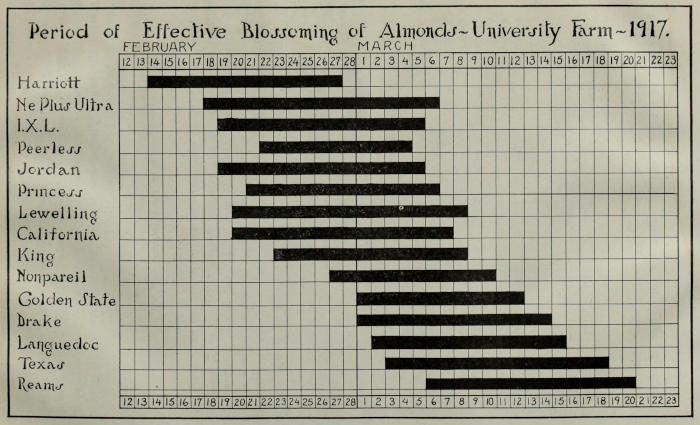 Period of Effective Blossoming of Almonds~University Farm~1917.
FEBRUARY MARCH
12 13 14 15 16 17 18 19 20 21 22 23 24 25 26 27 28 1 2 3 4 5 6 7 8 9 10 11 12 13 14 15 16 17 18 19 20 21 22 23
Harriott
Ne Plus Ultra
I.X.L.
Peerless
Jordan
Princess
Lewelling
California
King
Nonpareil
Golden State
Drake
Languedoc
Texas
Reams
12 13 14 15 16 17 18 19 20 21 22 23 24 25 26 27 28 1 2 3 4 5 6 7 8 9 10 11 12 13 14 15 16 17 18 19 20 21 22 23